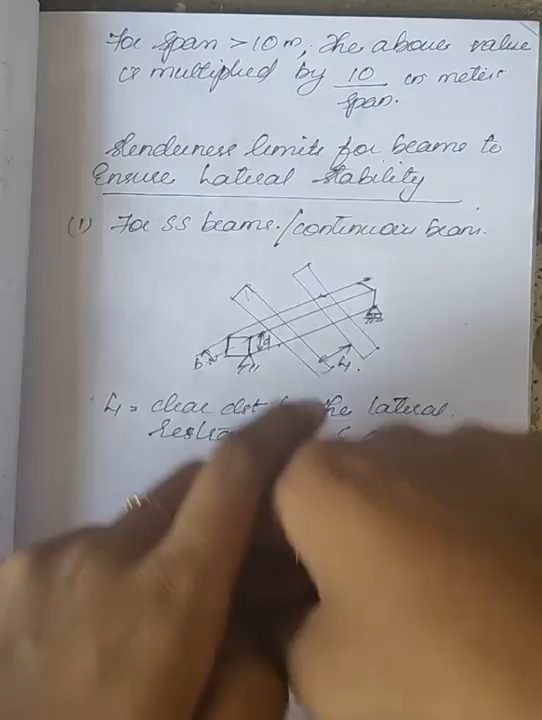 For span > 10 m, the above value
is multiplied by 10/span. in meter
Slenderness limits for beams to
Ensure Lateral Stability
(1) For SS beams./continuous beam.
b
d
L₁
L₁ = clear dst the lateral